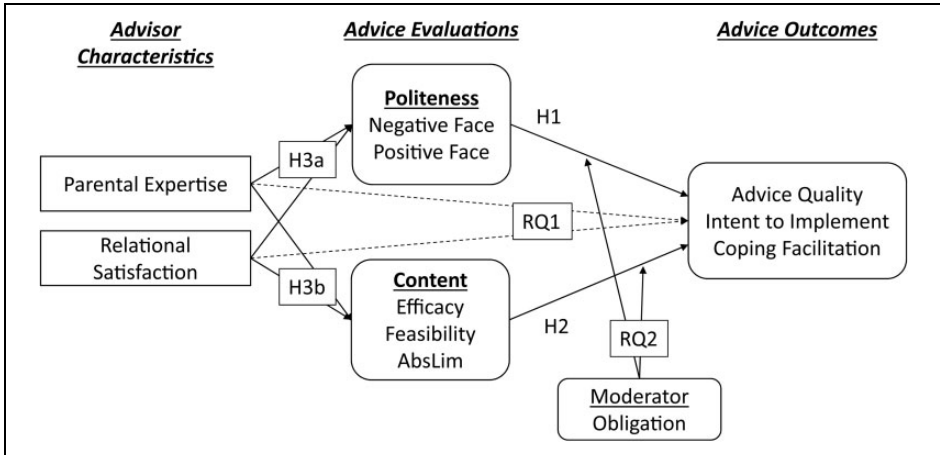 Advisor
Characteristics
Advice Evaluations
Advice Outcomes
Politeness
Negative Face
Positive Face
H1
H3a
Parental Expertise
Advice Quality
Intent to Implement
Coping Facilitation
RQ1
Relational
Satisfaction
H3b
Content
Efficacy
Feasibility
AbsLim
H2
RQ2
Moderator
Obligation